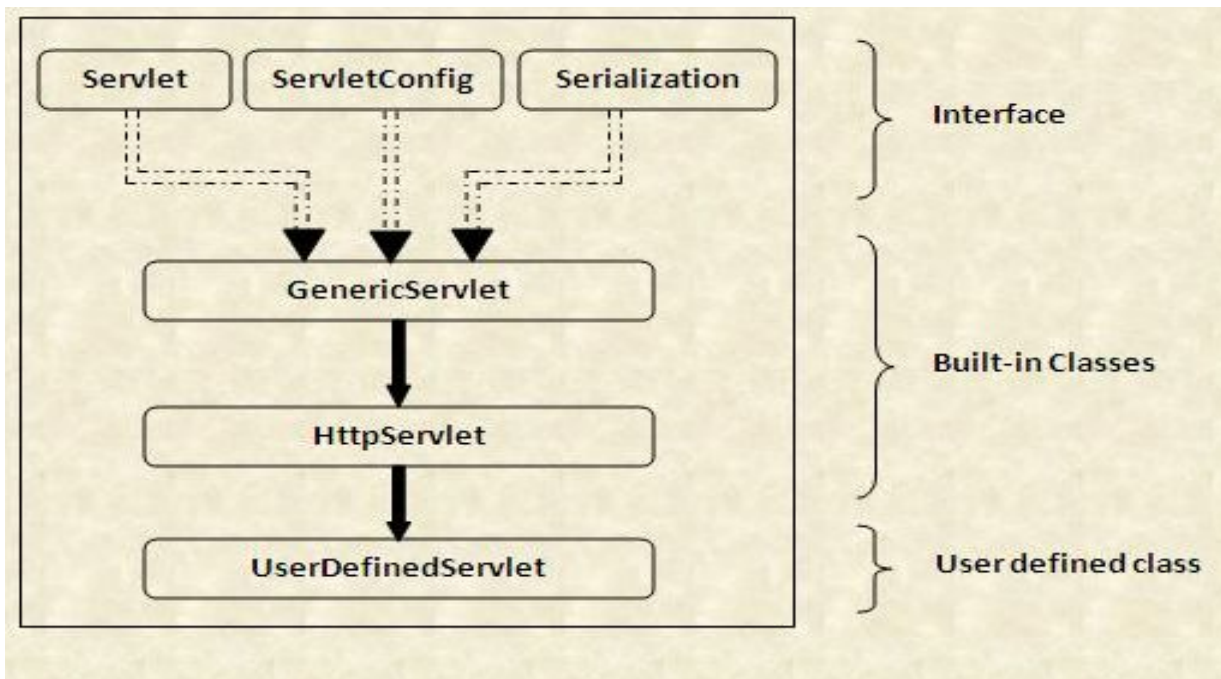 Servlet
ServletConfig
Serialization
Interface
GenericServlet
Built-in Classes
HttpServlet
UserDefinedServlet
User defined class